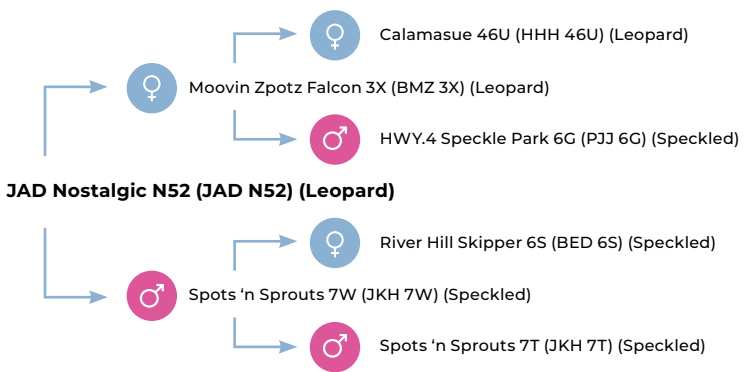 Calamasue 46U (HHH 46U) (Leopard)
Moovin Zpotz Falcon 3X (BMZ 3X) (Leopard)
HWY.4 Speckle Park 6G (PJJ 6G) (Speckled)
JAD Nostalgic N52 (JAD N52) (Leopard)
River Hill Skipper 6S (BED 6S) (Speckled)
Spots ‘n Sprouts 7W (JKH 7W) (Speckled)
Spots ‘n Sprouts 7T (JKH 7T) (Speckled)